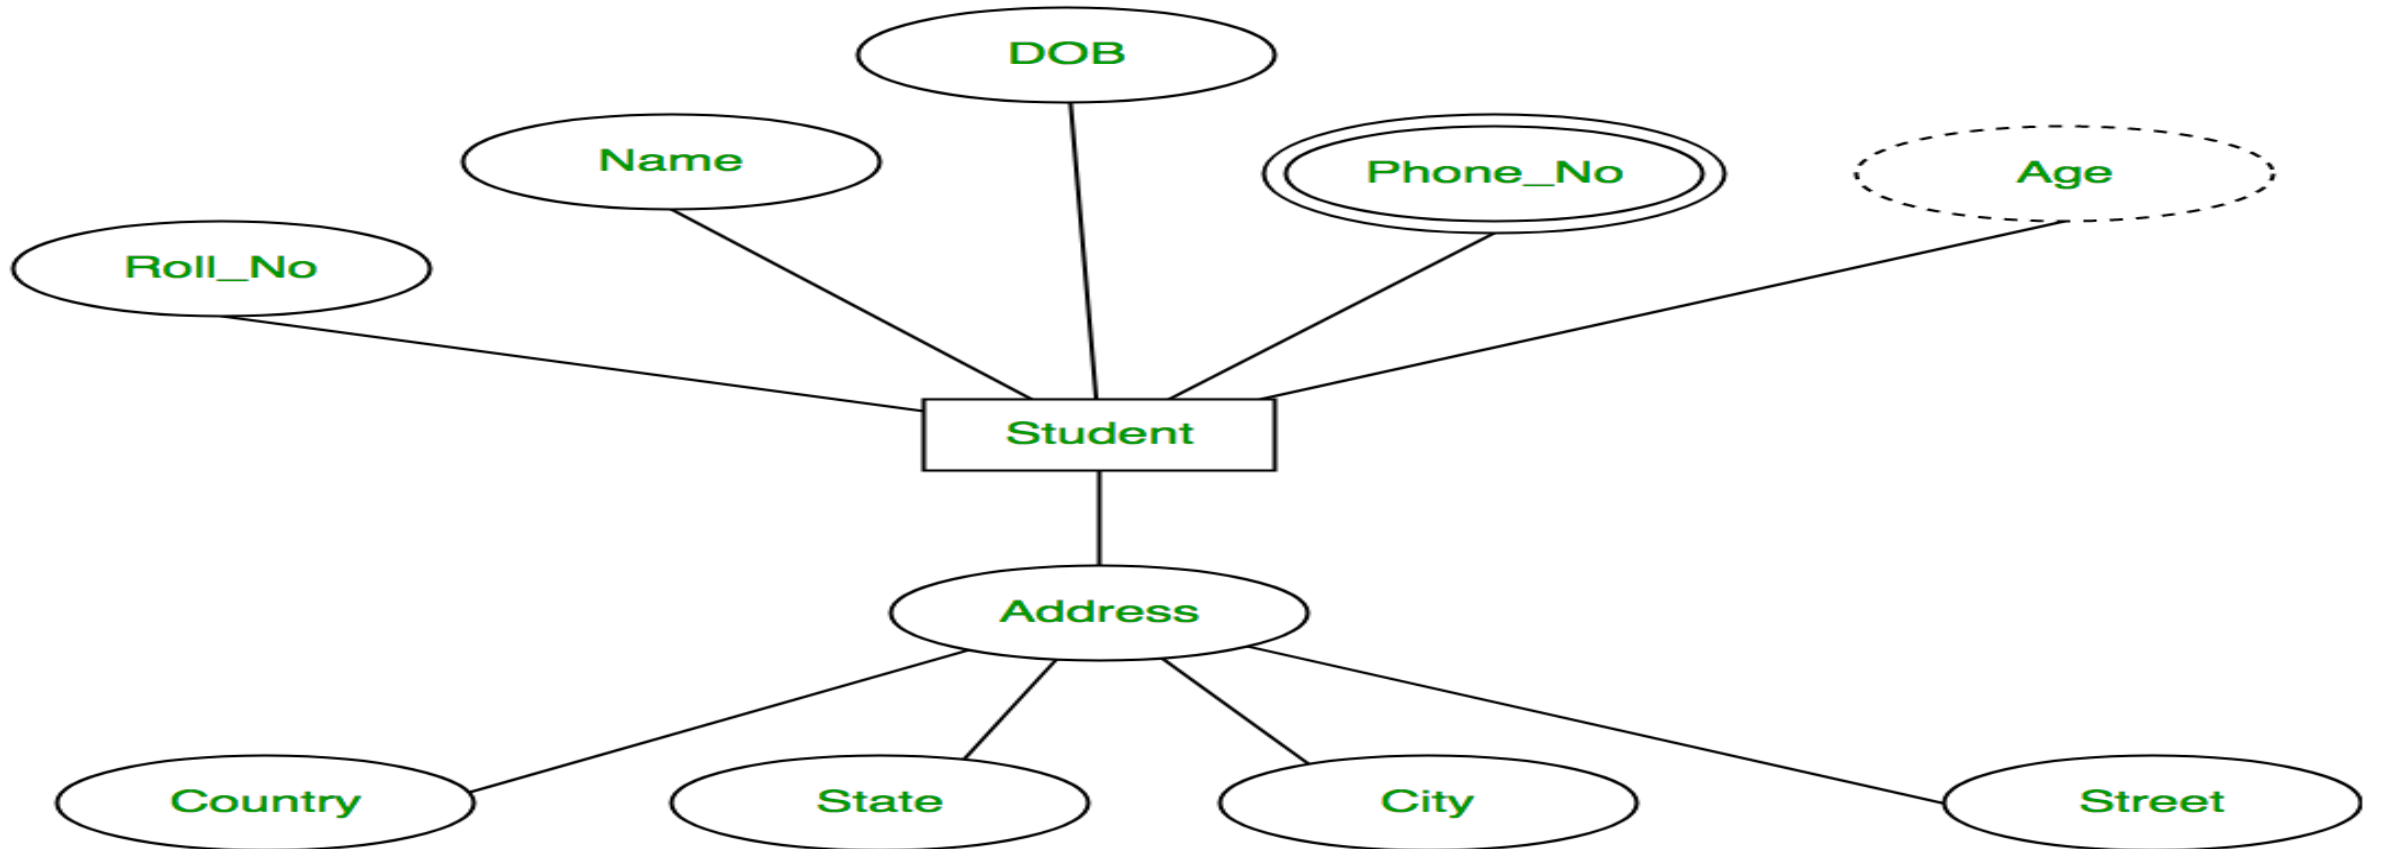 DOB
Name
Phone_No
Age
Roll_No
Student
Address
Country
State
City
Street